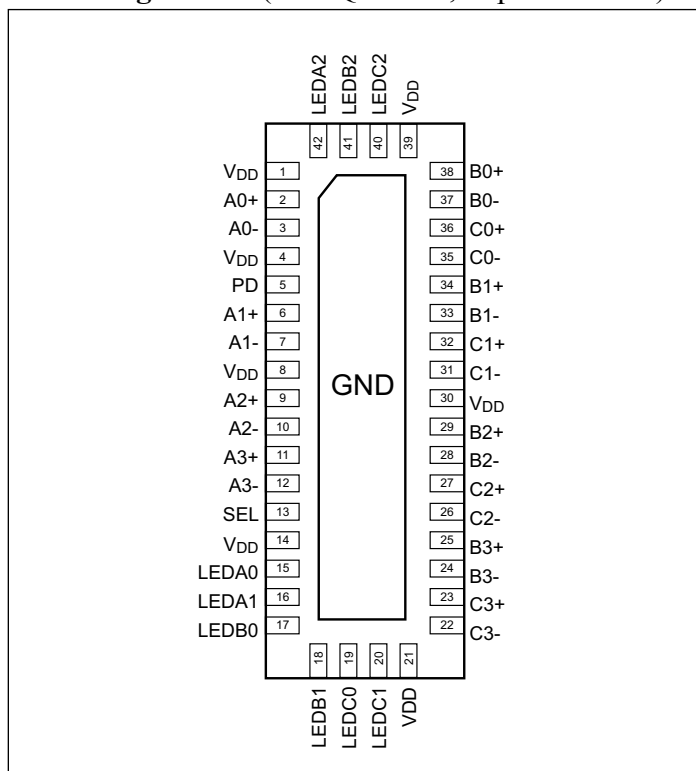 LEDA2
LEDB2
LEDC2
VDD
42
41
40
39
VDD 1
A0+ 2
A0- 3
VDD 4
PD 5
A1+ 6
A1- 7
VDD 8
A2+ 9
A2- 10
A3+ 11
A3- 12
SEL 13
VDD 14
LEDA0 15
LEDA1 16
LEDB0 17
GND
38 B0+
37 B0-
36 C0+
35 C0-
34 B1+
33 B1-
32 C1+
31 C1-
30 VDD
29 B2+
28 B2-
27 C2+
26 C2-
25 B3+
24 B3-
23 C3+
22 C3-
18
19
20
21
LEDB1
LEDC0
LEDC1
VDD